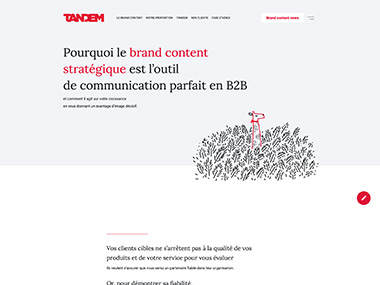 TANDEM
LE BRAND CONTENT NOTRE PROPOSITION TANDEM NOS CLIENTS CASE STUDIES
Brand content news
Pourquoi le brand content
stratégique est l’outil
de communication parfait en B2B
et comment il agit sur votre croissance
en vous donnant un avantage d'image décisif.
Vos clients cibles ne s’arrêtent pas à la qualité de vos
produits et de votre service pour vous évaluer
Ils veulent s'assurer que vous serez un partenaire fiable dans leur organisation.
Or, pour démontrer sa fiabilité,